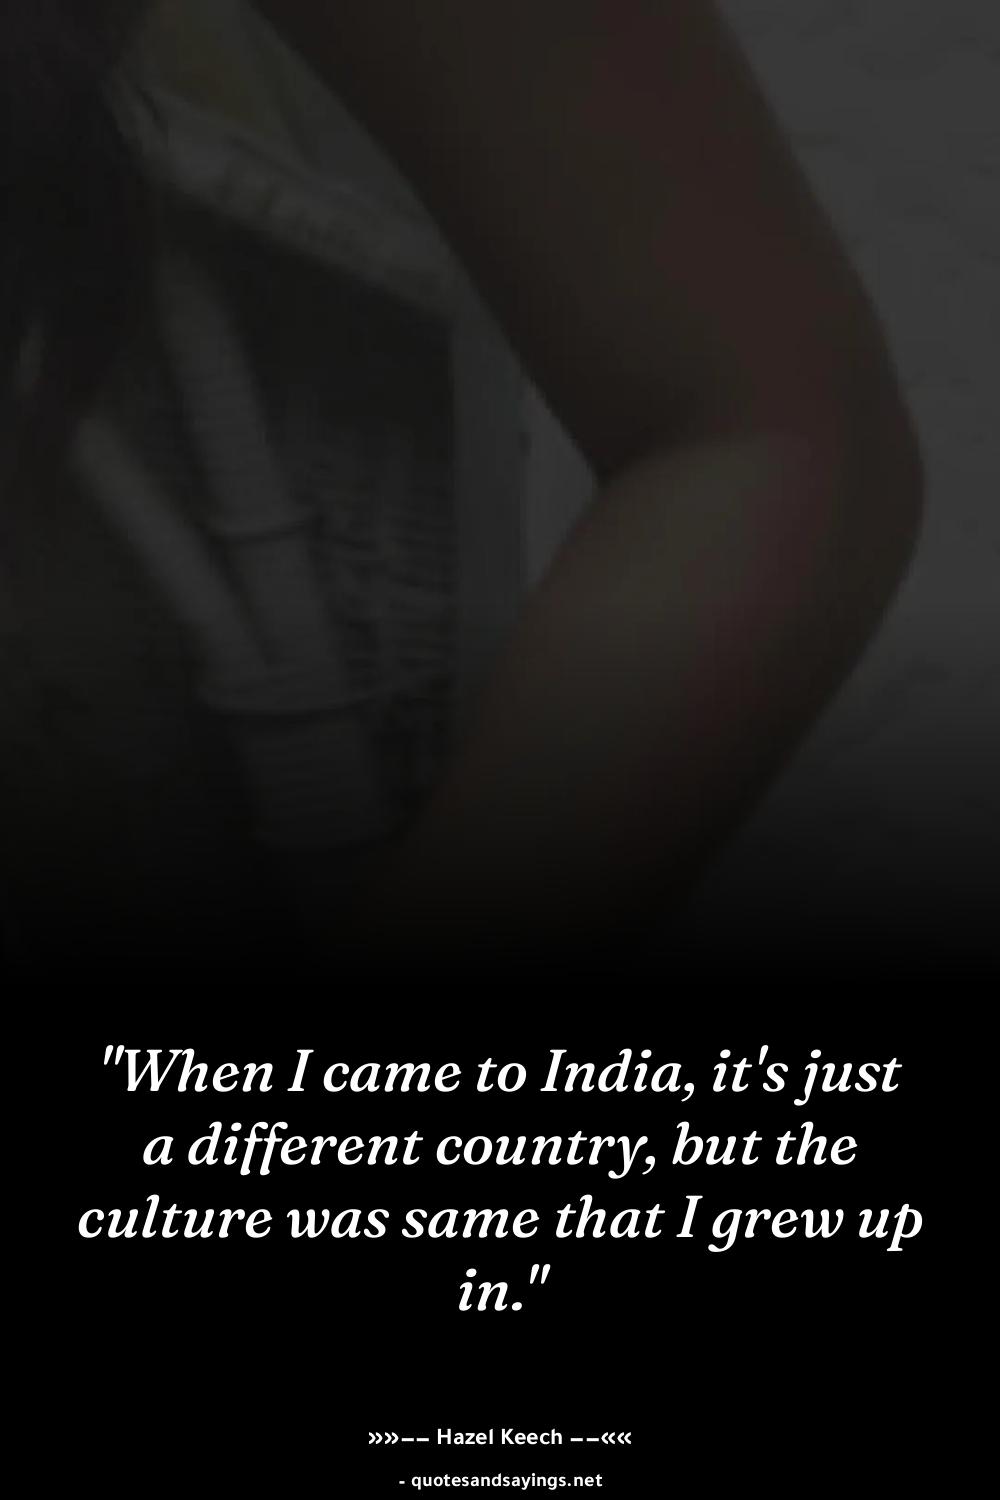 "When I came to India, it's just
a different country, but the
culture was same that I grew up
in."
»»–– Hazel Keech ––««
- quotesandsayings.net